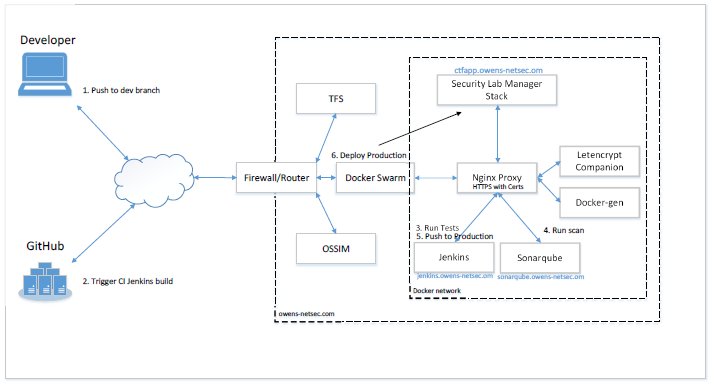 Developer
1. Push to dev branch
ctfapp.owens-netsec.om
Security Lab Manager
Stack
TFS
6. Deploy Production
Firewall/Router
Docker Swarm
Nginx Proxy
HTTPS with Certs
Letencrypt
Companion
Docker-gen
3. Run Tests
5. Push to Production
4. Run scan
GitHub
OSSIM
Jenkins
Sonarqube
jenkins.owens-netsec.om
sonarqube.owens-netsec.om
2. Trigger CI Jenkins build
Docker network
owens-netsec.com